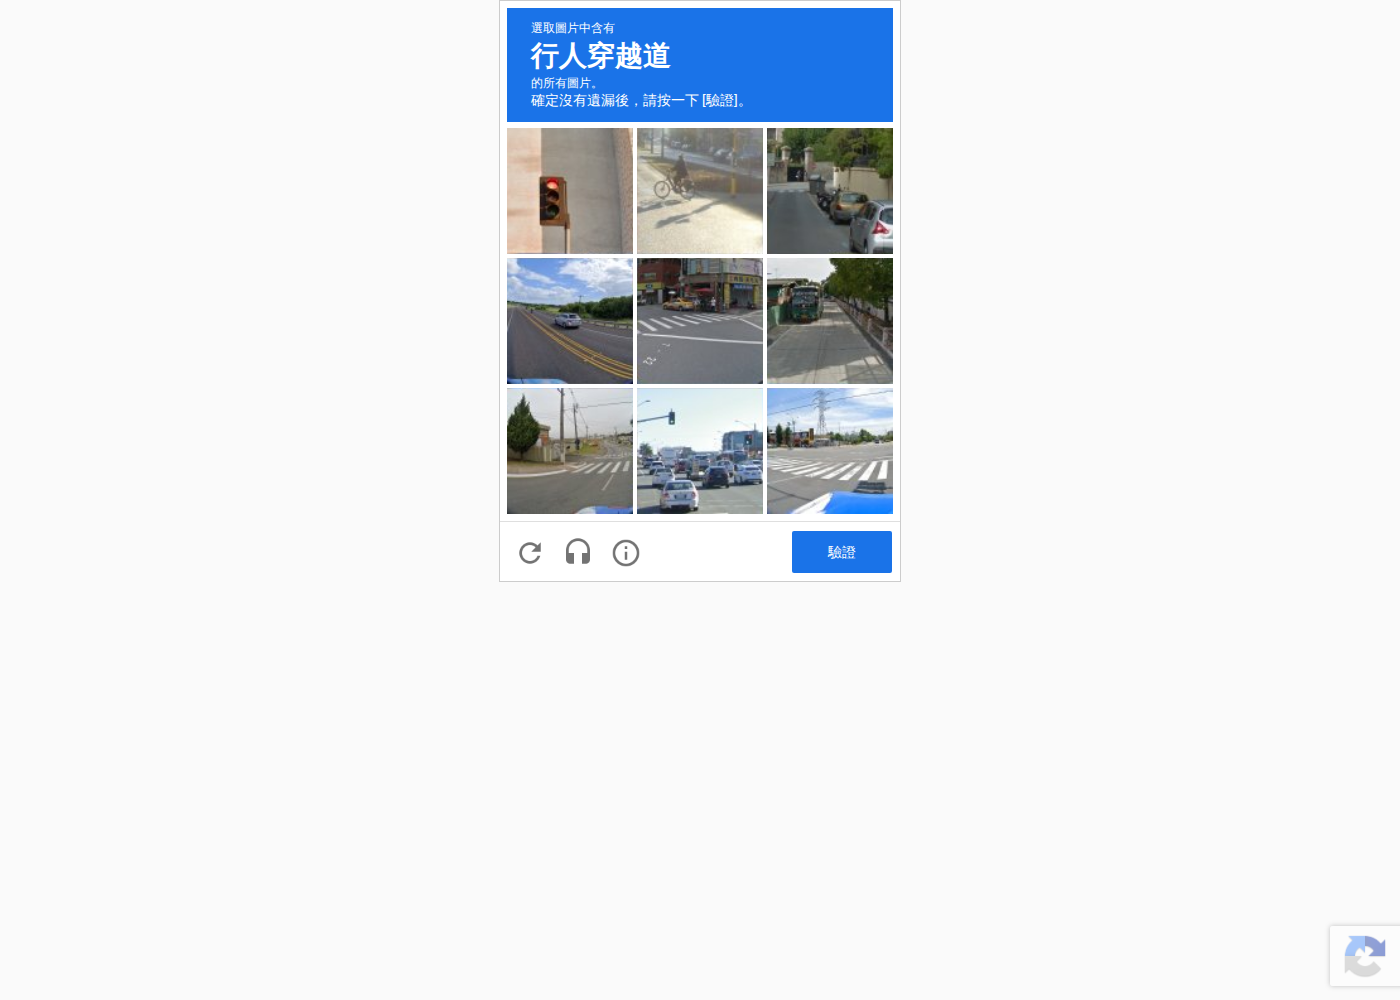 選取圖片中含有
行人穿越道
的所有圖片。
確定沒有遺漏後，請按一下 [驗證]。
驗證